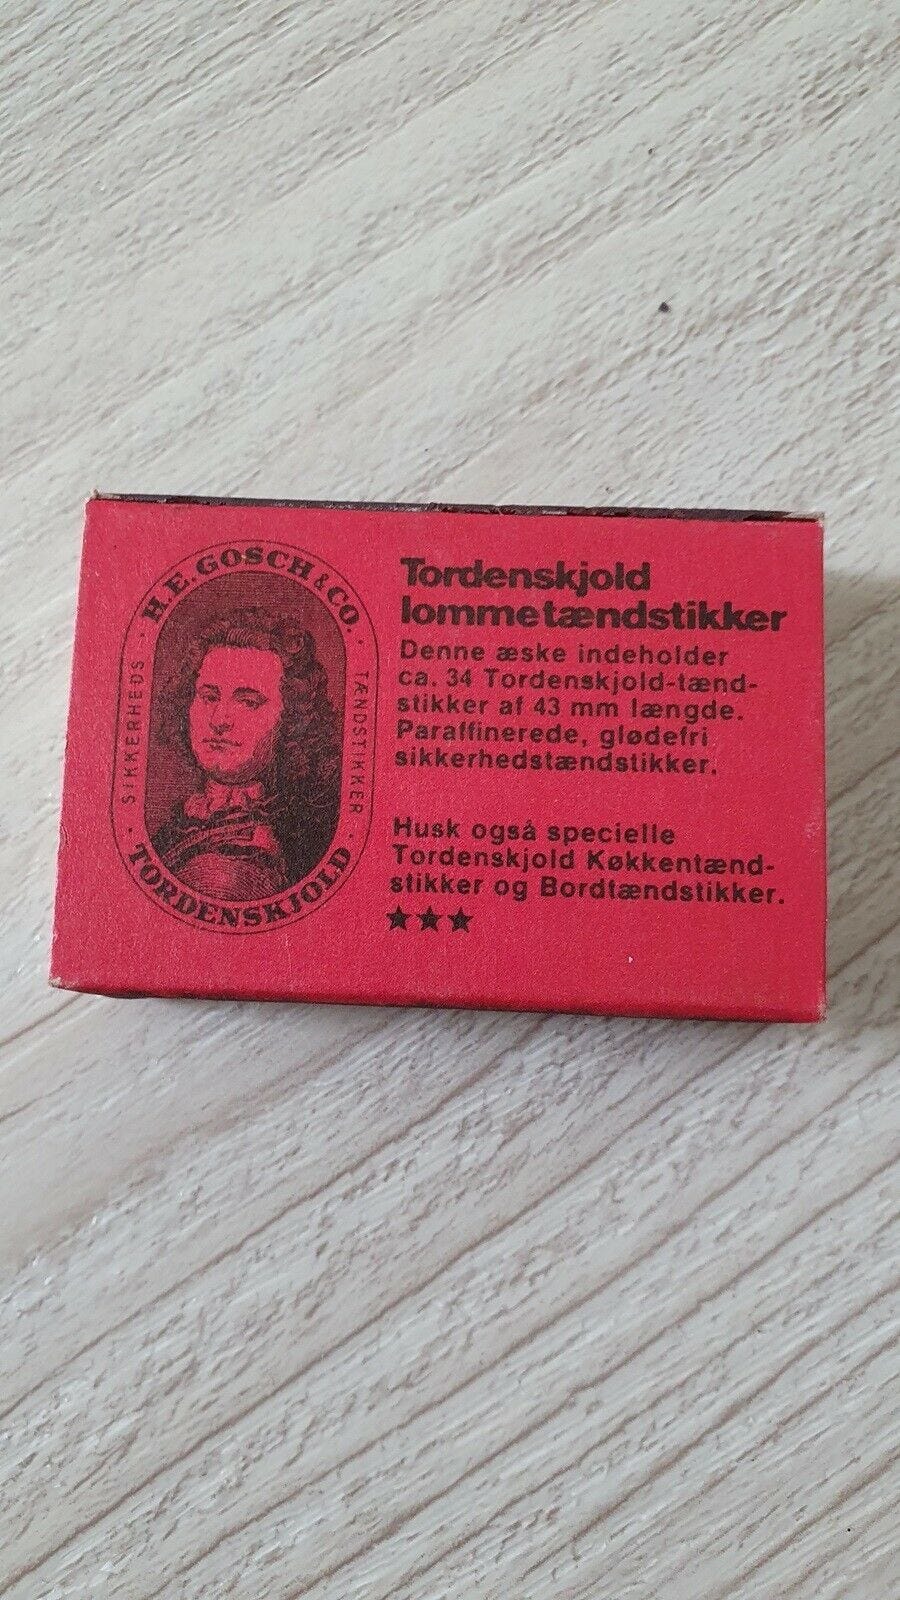 H.E. GOSCH & CO.
SIKKERHEDS
TÆNDSTIKKER
TORDENSKJOLD
Tordenskjold
lommetændstikker
Denne æske indeholder
ca. 34 Tordenskjold-tænd-
stikker af 43 mm længde.
Paraffinerede, glødefri
sikkerhedstændstikker.
Husk også specielle
Tordenskjold Køkkentænd-
stikker og Bordtændstikker.
★★★